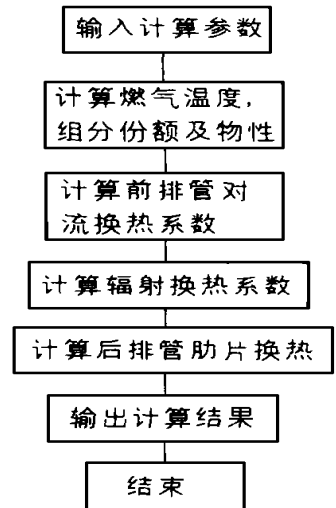 输入计算参数
计算燃气温度,
组分份额及物性
计算前排管对
流换热系数
计算辐射换热系数
计算后排管肋片换热
输出计算结果
结束